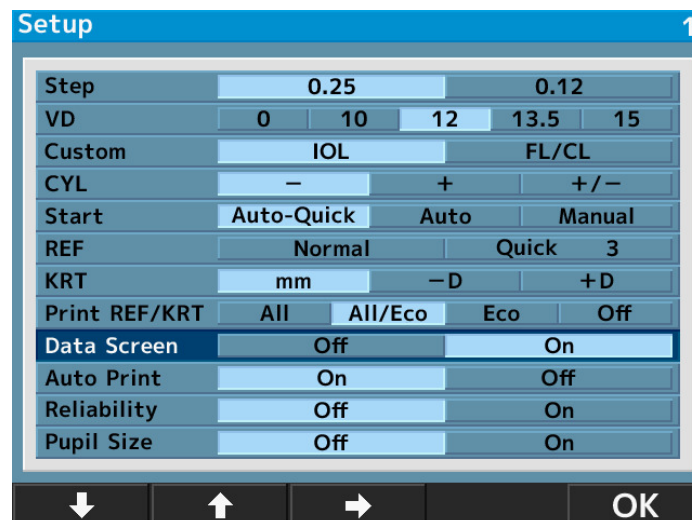 Setup 1
Step 0.25 0.12
VD 0 10 12 13.5 15
Custom IOL FL/CL
CYL − + +/−
Start Auto-Quick Auto Manual
REF Normal Quick 3
KRT mm −D +D
Print REF/KRT All All/Eco Eco Off
Data Screen Off On
Auto Print On Off
Reliability Off On
Pupil Size Off On
OK